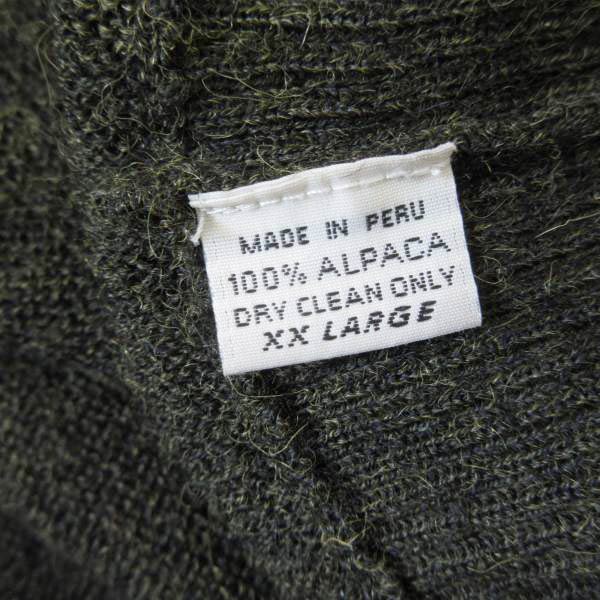 MADE IN PERU
100% ALPACA
DRY CLEAN ONLY
XX LARGE